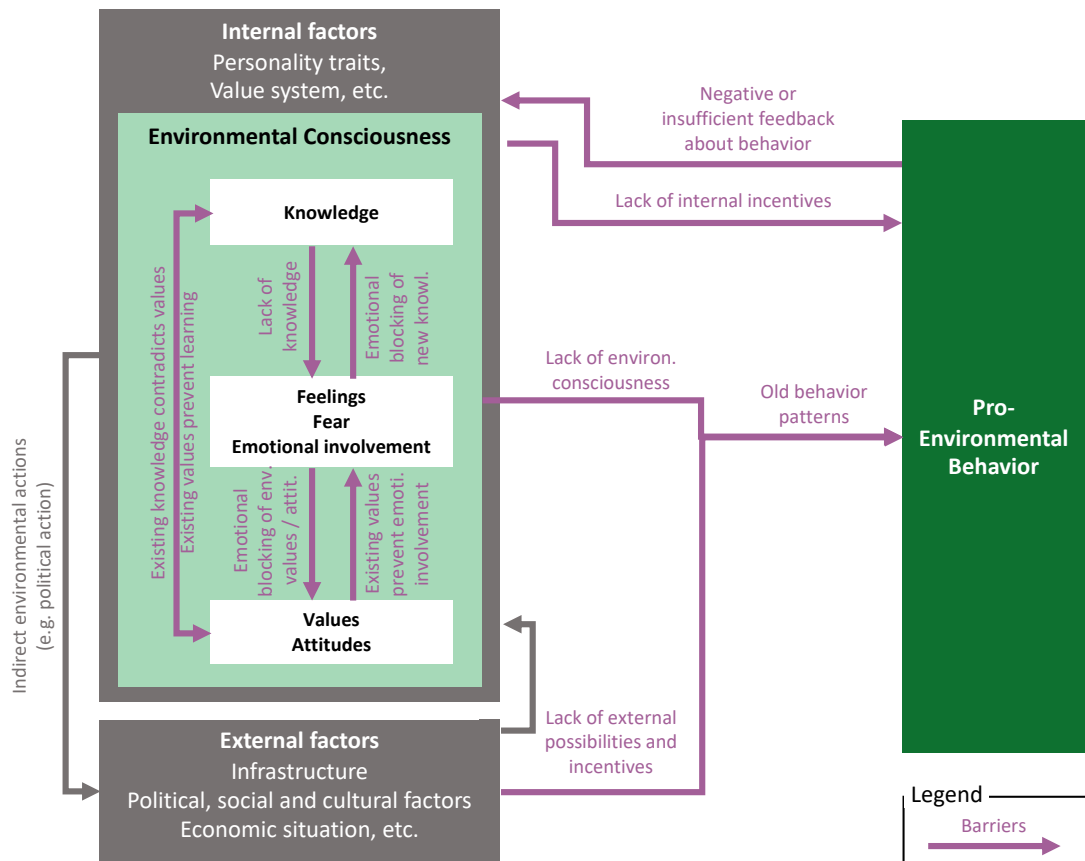 Internal factors
Personality traits,
Value system, etc.
Environmental Consciousness
Knowledge
Lack of
knowledge
Emotional
blocking of
new knowl.
Existing knowledge contradicts values
Existing values prevent learning
Feelings
Fear
Emotional involvement
Emotional
blocking of env.
values / attit.
Existing values
prevent emoti.
involvement
Values
Attitudes
Indirect environmental actions
(e.g. political action)
External factors
Infrastructure
Political, social and cultural factors
Economic situation, etc.
Negative or
insufficient feedback
about behavior
Lack of internal incentives
Lack of environ.
consciousness
Old behavior
patterns
Lack of external
possibilities and
incentives
Pro-
Environmental
Behavior
Legend
Barriers